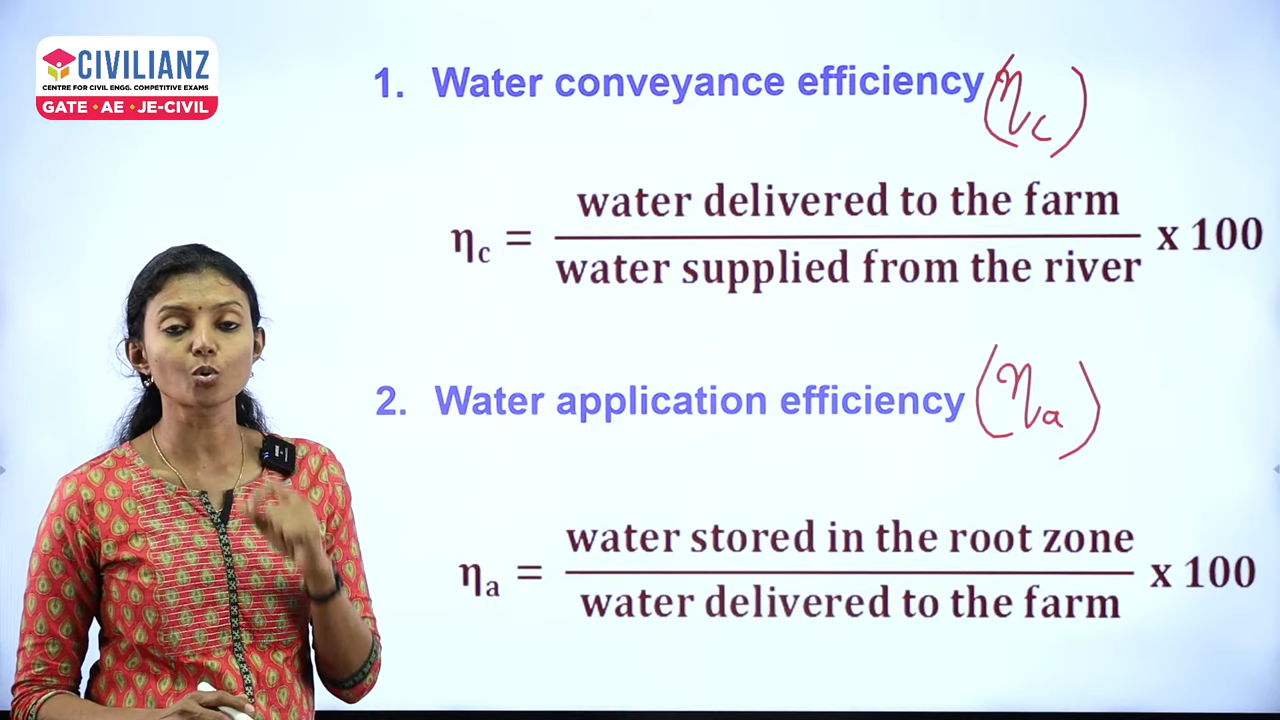 CIVILIANZ
CENTRE FOR CIVIL ENGG. COMPETITIVE EXAMS
GATE • AE • JE-CIVIL
1. Water conveyance efficiency (ηc)
ηc = water delivered to the farm / water supplied from the river x 100
2. Water application efficiency (ηa)
ηa = water stored in the root zone / water delivered to the farm x 100